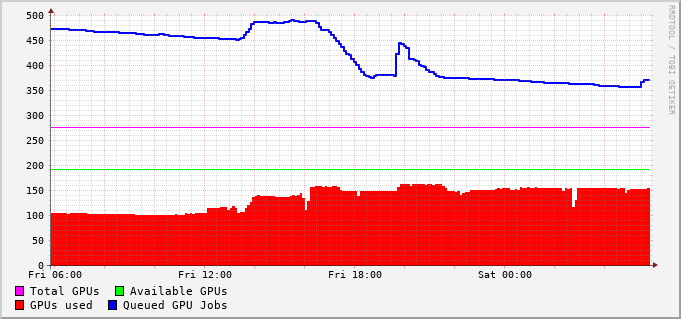 500
450
400
350
300
250
200
150
100
50
0
Fri 06:00 Fri 12:00 Fri 18:00 Sat 00:00
Total GPUs Available GPUs
GPUs used Queued GPU Jobs
RRDTOOL / TOBI OETIKER